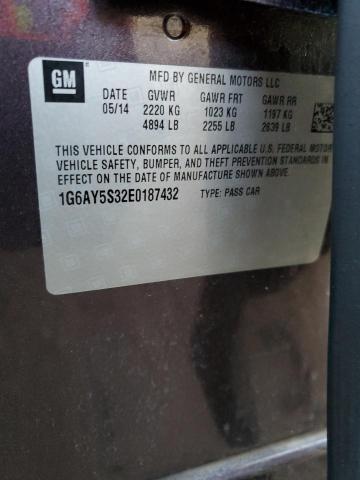 GM
MFD BY GENERAL MOTORS LLC
DATE GVWR GAWR FRT GAWR RR
05/14 2220 KG 1023 KG 1197 KG
4894 LB 2255 LB 2639 LB
THIS VEHICLE CONFORMS TO ALL APPLICABLE U.S. FEDERAL
VEHICLE SAFETY, BUMPER, AND THEFT PREVENTION STANDARDS IN
EFFECT ON THE DATE OF MANUFACTURE SHOWN ABOVE.
1G6AY5S32E0187432 TYPE: PASS CAR